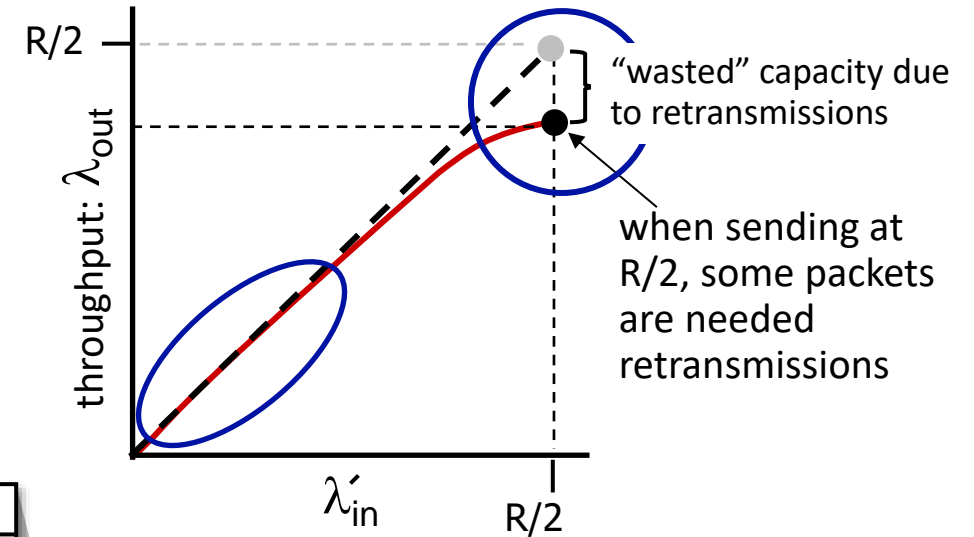 R/2
“wasted” capacity due
to retransmissions
throughput: λout
when sending at
R/2, some packets
are needed
retransmissions
λ′in
R/2